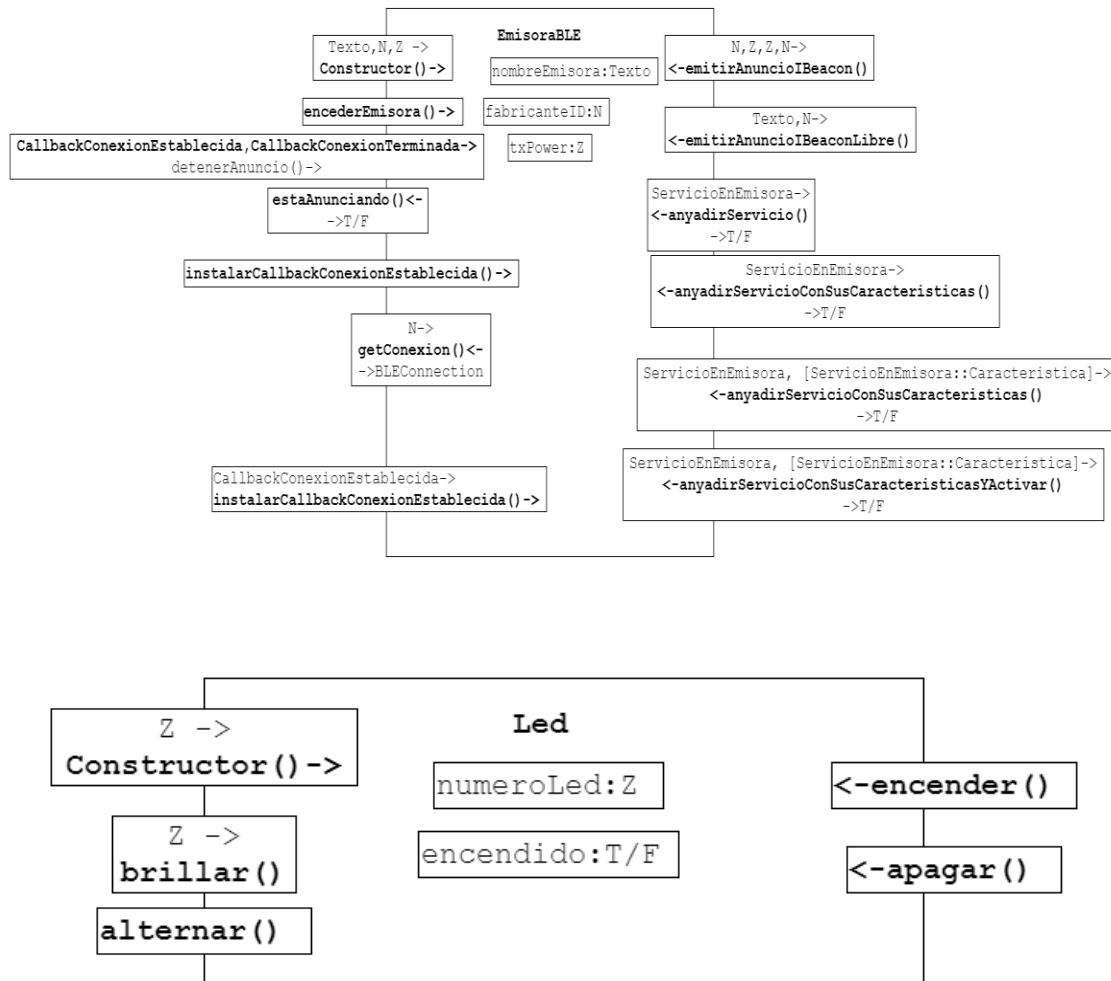 EmisoraBLE
nombreEmisora:Texto
fabricanteID:N
txPower:Z
Texto,N,Z ->
Constructor()->
encederEmisora()->
CallbackConexionEstablecida,CallbackConexionTerminada->
detenerAnuncio()->
estaAnunciando()<-
->T/F
instalarCallbackConexionEstablecida()->
N->
getConexion()<-
->BLEConnection
CallbackConexionEstablecida->
instalarCallbackConexionEstablecida()->
N,Z,Z,N->
<-emitirAnuncioIBeacon()
Texto,N->
<-emitirAnuncioIBeaconLibre()
ServicioEnEmisora->
<-anyadirServicio()
->T/F
ServicioEnEmisora->
<-anyadirServicioConSusCaracteristicas()
->T/F
ServicioEnEmisora, [ServicioEnEmisora::Caracteristica]->
<-anyadirServicioConSusCaracteristicas()
->T/F
ServicioEnEmisora, [ServicioEnEmisora::Caracteristica]->
<-anyadirServicioConSusCaracteristicasYActivar()
->T/F
Led
numeroLed:Z
encendido:T/F
Z ->
Constructor()->
Z ->
brillar()
alternar()
<-encender()
<-apagar()